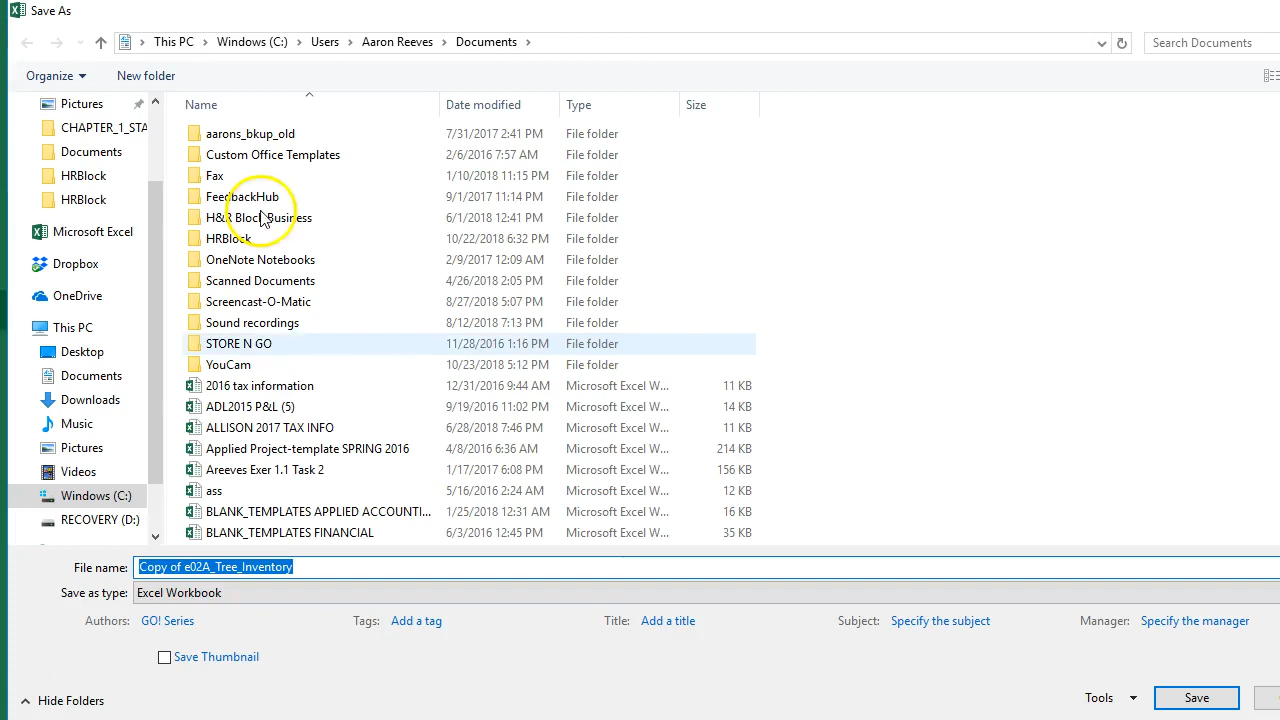 Save As
This PC Windows (C:) Users Aaron Reeves Documents Search Documents
Organize New folder
Name Date modified Type Size
Pictures
CHAPTER_1_STA
Documents
HRBlock
HRBlock
Microsoft Excel
Dropbox
OneDrive
This PC
Desktop
Documents
Downloads
Music
Pictures
Videos
Windows (C:)
RECOVERY (D:)
aarons_bkup_old 7/31/2017 2:41 PM File folder
Custom Office Templates 2/6/2016 7:57 AM File folder
Fax 1/10/2018 11:15 PM File folder
FeedbackHub 9/1/2017 11:14 PM File folder
H&R Block Business 6/1/2018 12:41 PM File folder
HRBlock 10/22/2018 6:32 PM File folder
OneNote Notebooks 2/9/2017 12:09 AM File folder
Scanned Documents 4/26/2018 2:05 PM File folder
Screencast-O-Matic 8/27/2018 5:07 PM File folder
Sound recordings 8/12/2018 7:13 PM File folder
STORE N GO 11/28/2016 1:16 PM File folder
YouCam 10/23/2018 5:12 PM File folder
2016 tax information 12/31/2016 9:44 AM Microsoft Excel W... 11 KB
ADL2015 P&L (5) 9/19/2016 11:02 PM Microsoft Excel W... 14 KB
ALLISON 2017 TAX INFO 6/28/2018 7:46 PM Microsoft Excel W... 11 KB
Applied Project-template SPRING 2016 4/8/2016 6:36 AM Microsoft Excel W... 214 KB
Areeves Exer 1.1 Task 2 1/17/2017 6:08 PM Microsoft Excel W... 156 KB
ass 5/16/2016 2:24 AM Microsoft Excel W... 12 KB
BLANK_TEMPLATES APPLIED ACCOUNTI... 1/25/2018 12:31 AM Microsoft Excel W... 16 KB
BLANK_TEMPLATES FINANCIAL 6/3/2016 12:45 PM Microsoft Excel W... 35 KB
File name: Copy of e02A_Tree_Inventory
Save as type: Excel Workbook
Authors: GO! Series Tags: Add a tag Title: Add a title Subject: Specify the subject Manager: Specify the manager
Save Thumbnail
Hide Folders Tools Save